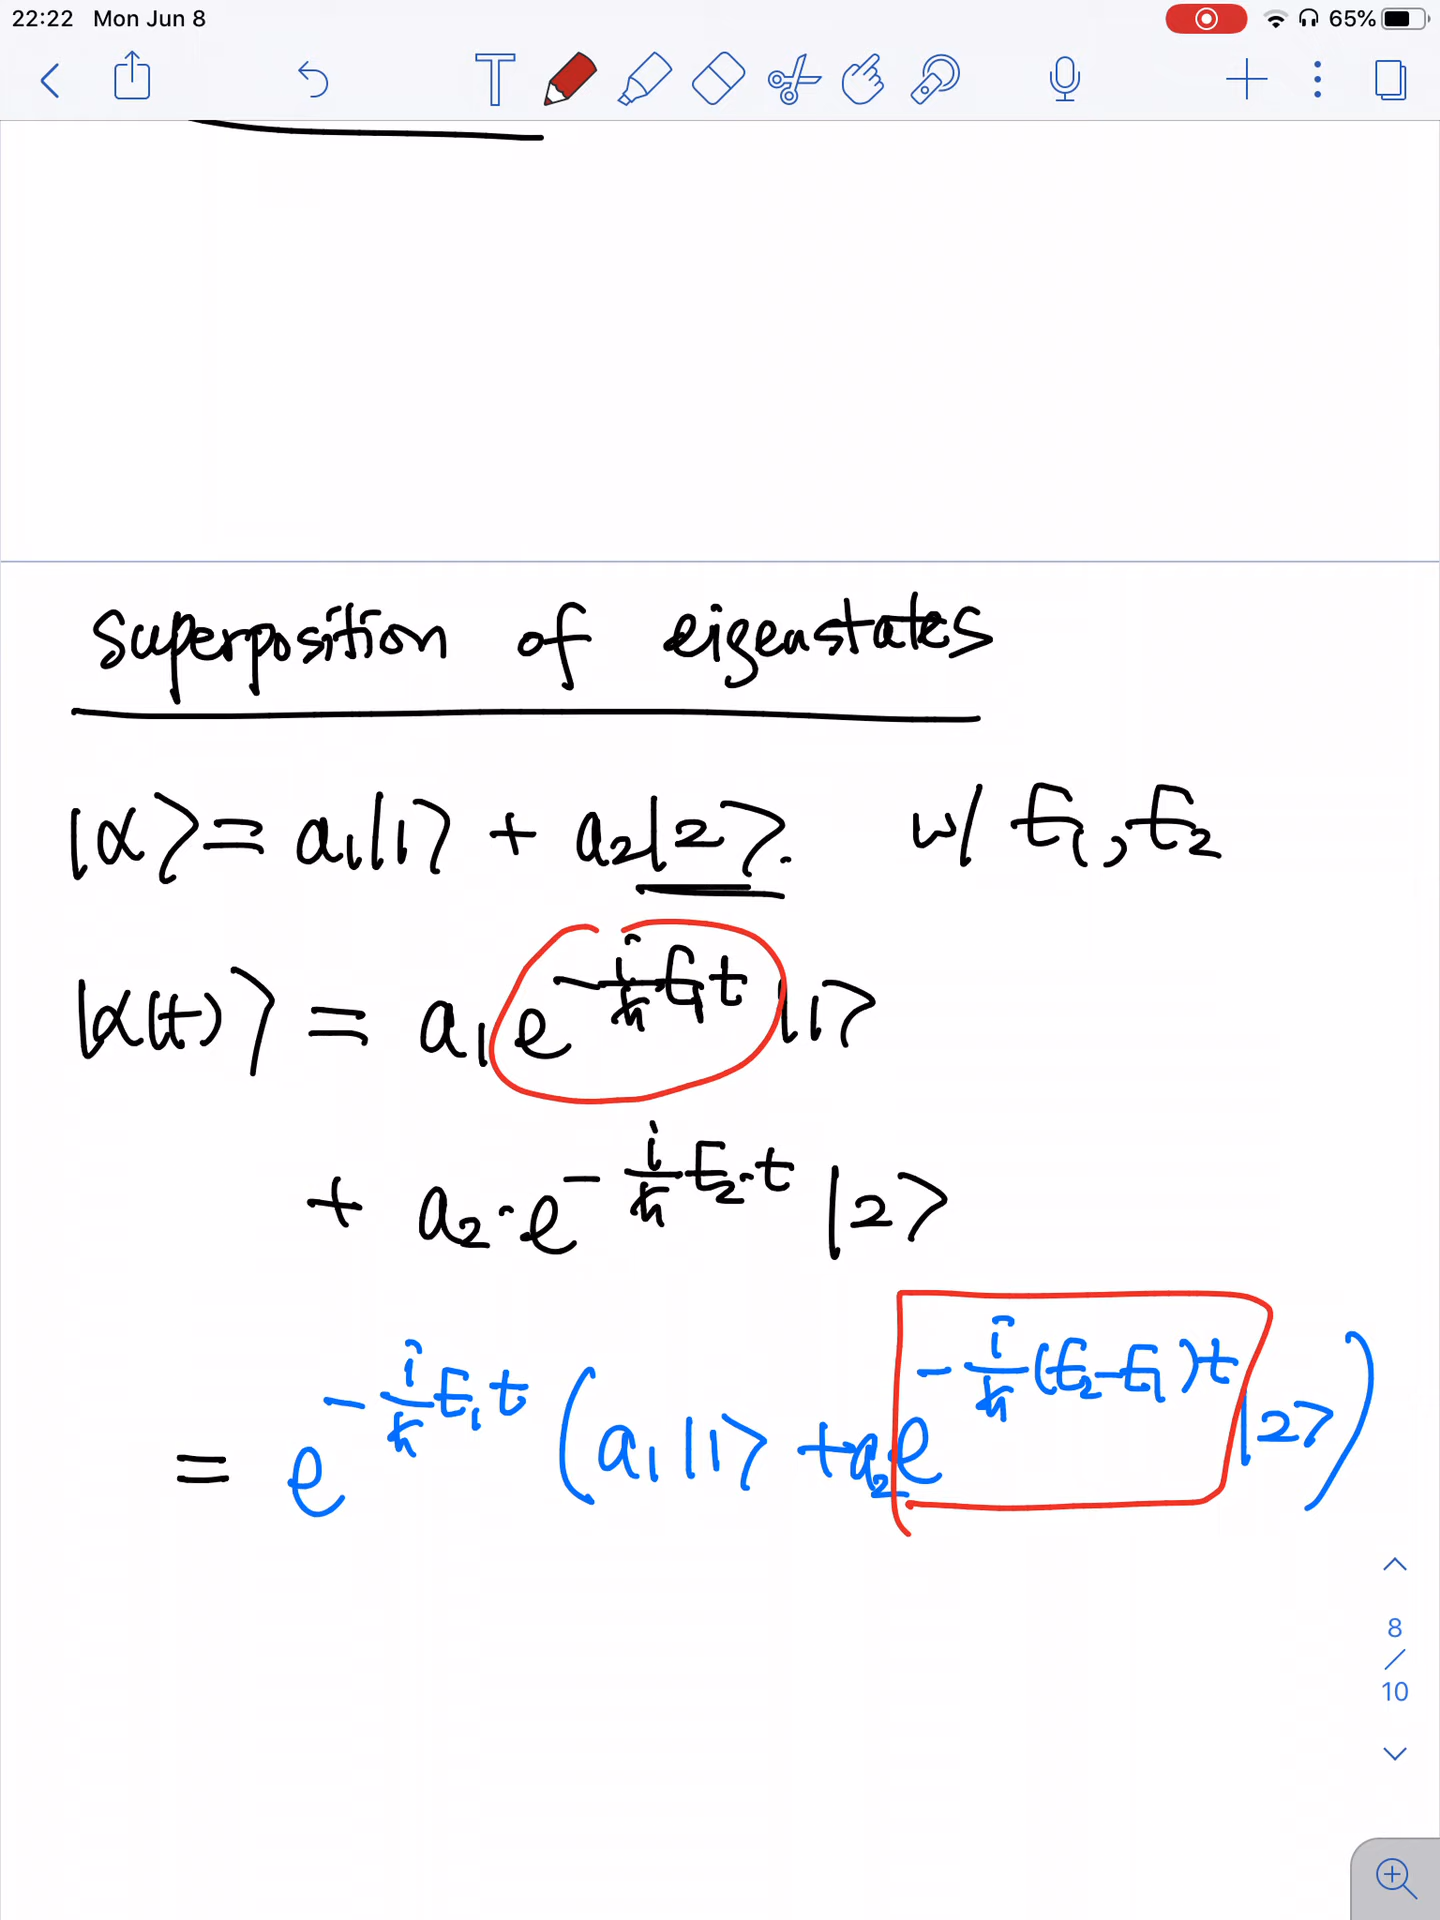 22:22 Mon Jun 8 65%
T
superposition of eigenstates
|α⟩ = a₁|1⟩ + a₂|2⟩. w/ E₁, E₂
|α(t)⟩ = a₁ e^{-i/ħ E₁t} |1⟩
+ a₂·e^{-i/ħ E₂·t} |2⟩
= e^{-i/ħ E₁t} (a₁|1⟩ + a₂e^{-i/ħ (E₂-E₁)t} |2⟩)
8
/
10